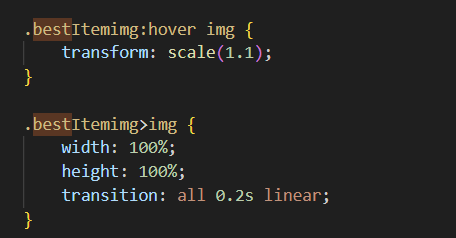 .bestItemimg:hover img {
    transform: scale(1.1);
}

.bestItemimg>img {
    width: 100%;
    height: 100%;
    transition: all 0.2s linear;
}